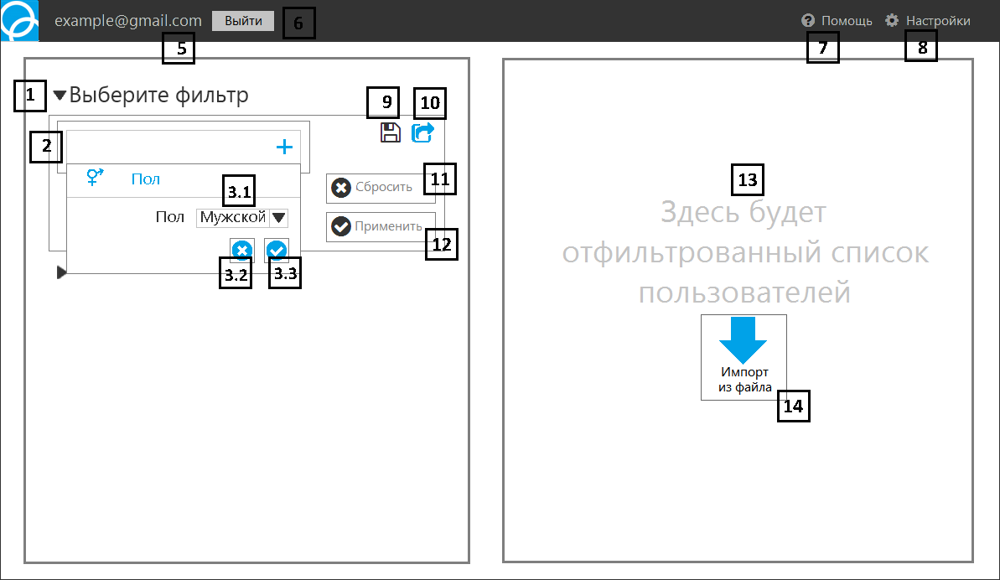 example@gmail.com Выйти 6 Помощь Настройки
5 7 8
1 Выберите фильтр
9 10
2
Пол
3.1
Пол Мужской
3.2 3.3
11
Сбросить
Применить
12
13
Здесь будет
отфильтрованный список
пользователей
Импорт
из файла
14